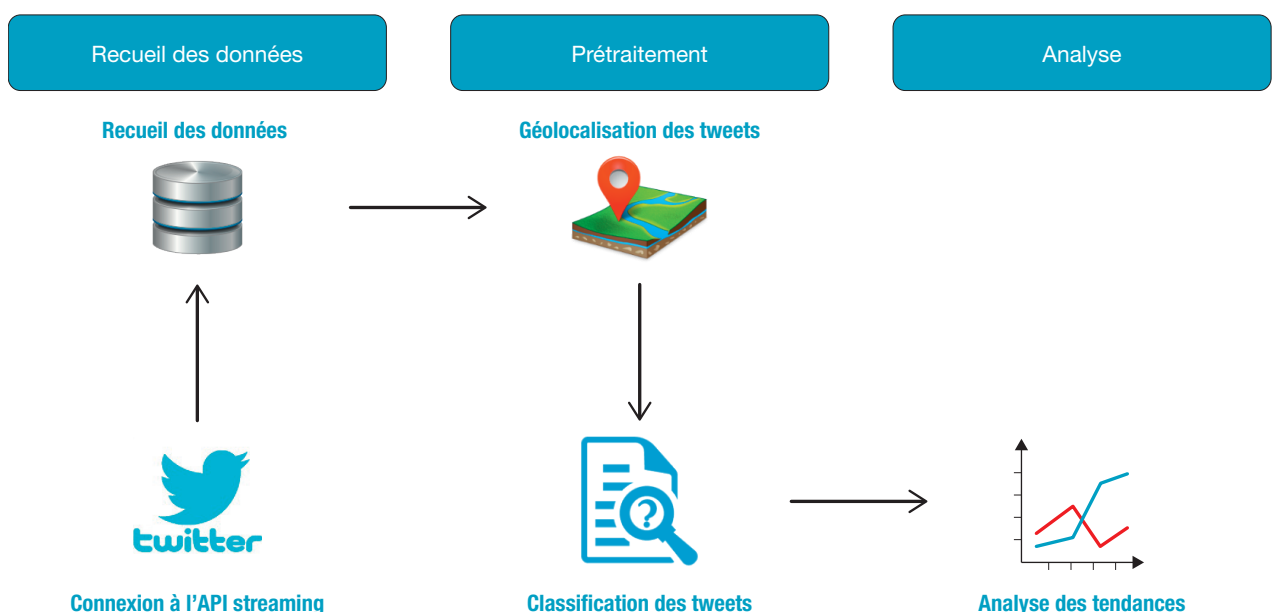 Recueil des données
Prétraitement
Analyse
Recueil des données
Géolocalisation des tweets
twitter
?
Connexion à l'API streaming
Classification des tweets
Analyse des tendances